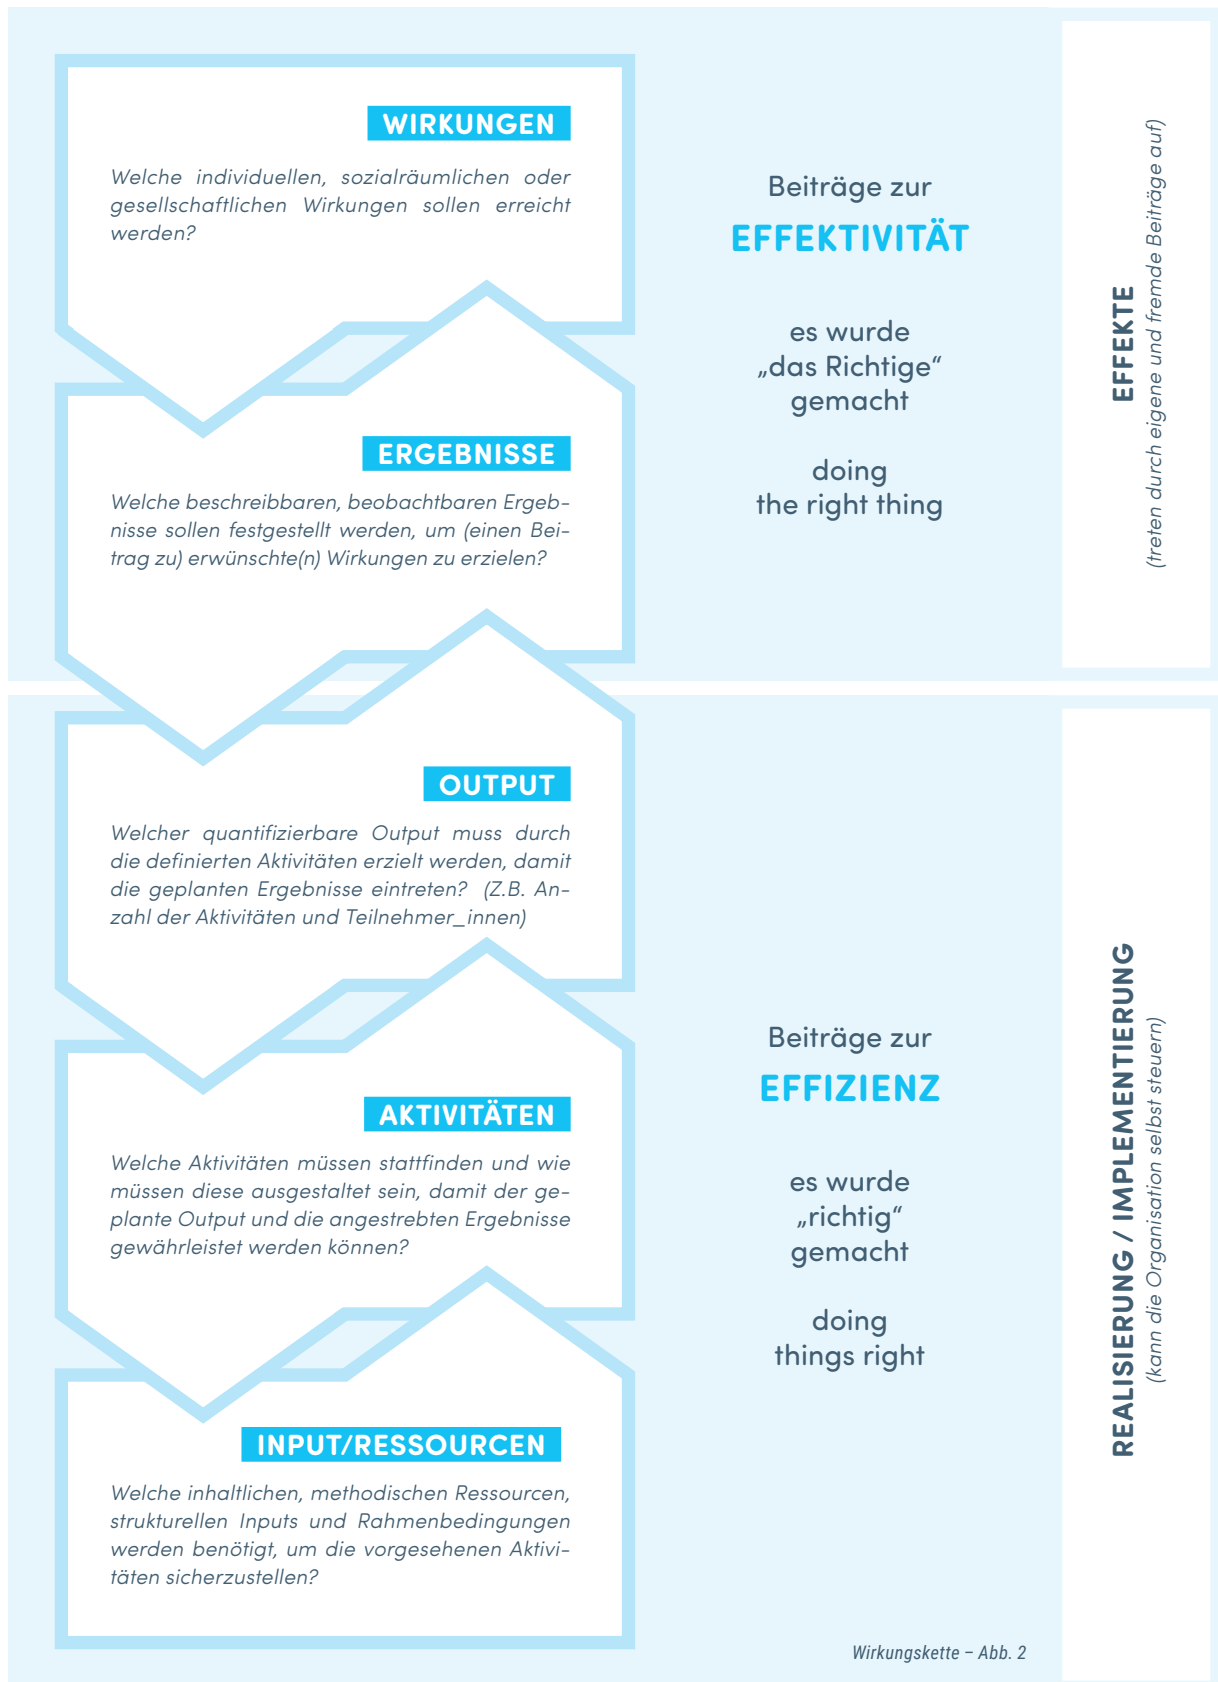 WIRKUNGEN
Welche individuellen, sozialräumlichen oder
gesellschaftlichen Wirkungen sollen erreicht
werden?
ERGEBNISSE
Welche beschreibbaren, beobachtbaren Ergeb-
nisse sollen festgestellt werden, um (einen Bei-
trag zu) erwünschte(n) Wirkungen zu erzielen?
OUTPUT
Welcher quantifizierbare Output muss durch
die definierten Aktivitäten erzielt werden, damit
die geplanten Ergebnisse eintreten? (Z.B. An-
zahl der Aktivitäten und Teilnehmer_innen)
AKTIVITÄTEN
Welche Aktivitäten müssen stattfinden und wie
müssen diese ausgestaltet sein, damit der ge-
plante Output und die angestrebten Ergebnisse
gewährleistet werden können?
INPUT/RESSOURCEN
Welche inhaltlichen, methodischen Ressourcen,
strukturellen Inputs und Rahmenbedingungen
werden benötigt, um die vorgesehenen Aktivi-
täten sicherzustellen?
Beiträge zur
EFFEKTIVITÄT
es wurde
„das Richtige“
gemacht
doing
the right thing
Beiträge zur
EFFIZIENZ
es wurde
„richtig“
gemacht
doing
things right
EFFEKTE
(treten durch eigene und fremde Beiträge auf)
REALISIERUNG / IMPLEMENTIERUNG
(kann die Organisation selbst steuern)
Wirkungskette – Abb. 2